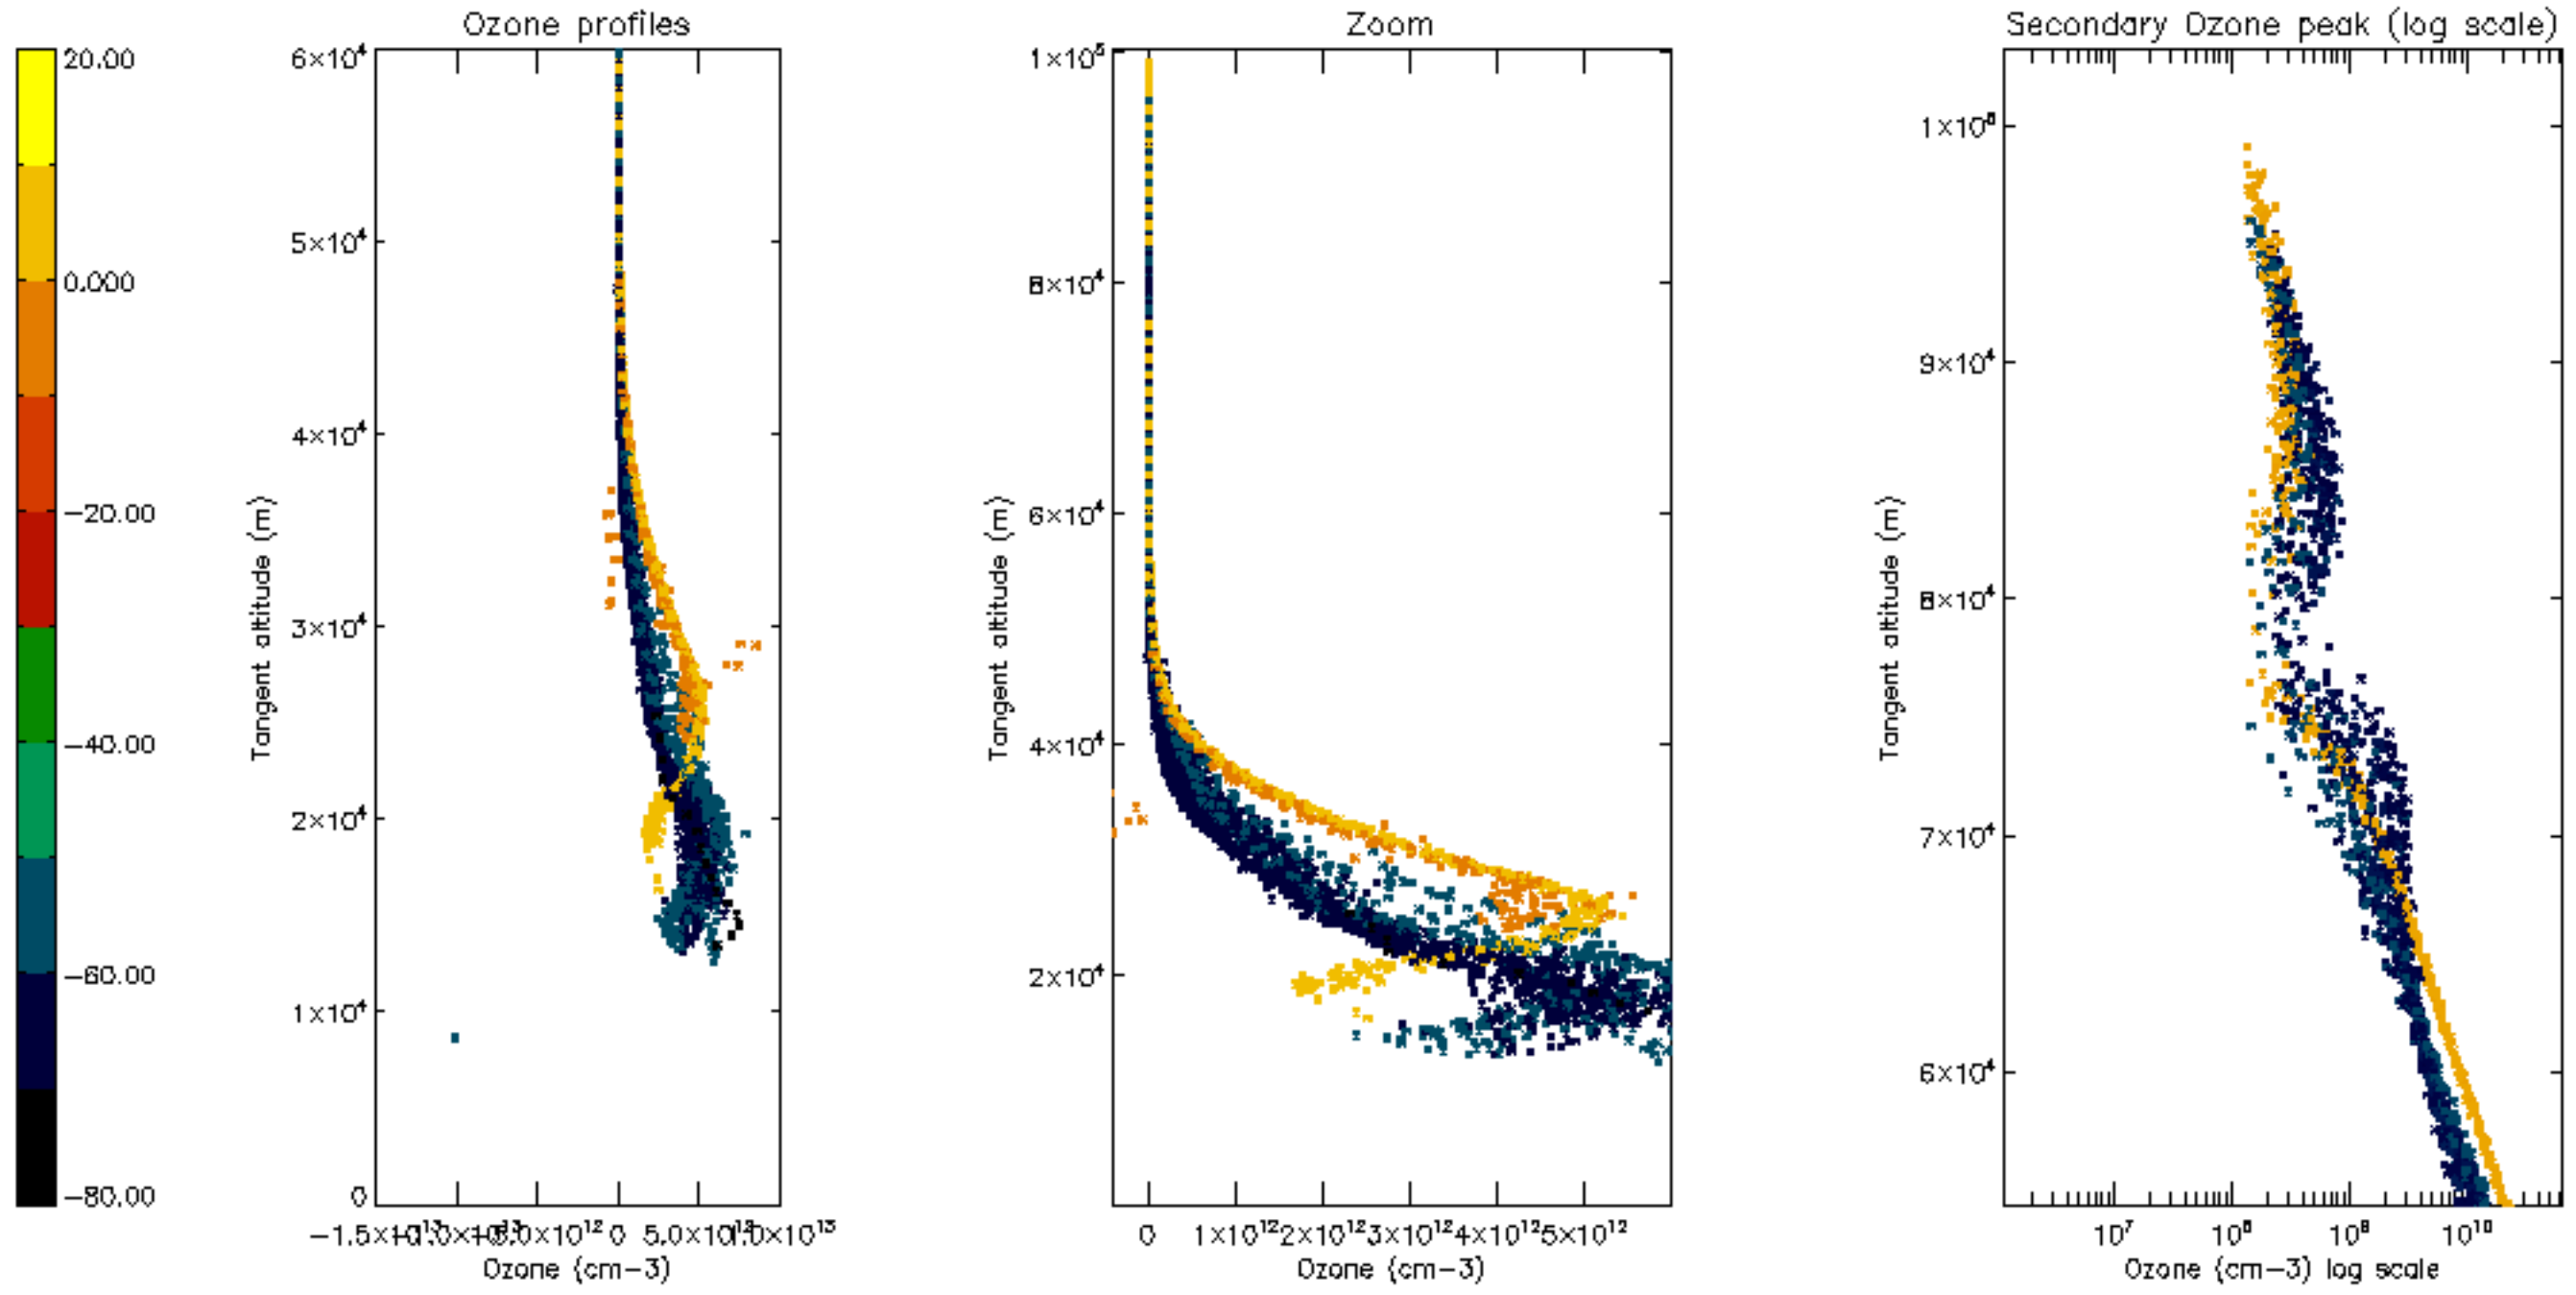 Ozone profiles
Zoom
Secondary Ozone peak (log scale)
20.00
0.000
−20.00
−40.00
−60.00
−80.00
6×10⁴
5×10⁴
4×10⁴
3×10⁴
2×10⁴
1×10⁴
0
Tangent altitude (m)
0
Ozone (cm−3)
1×10⁵
8×10⁴
6×10⁴
4×10⁴
2×10⁴
Tangent altitude (m)
0 1×10¹² 2×10¹² 3×10¹² 4×10¹² 5×10¹²
Ozone (cm−3)
1×10⁵
9×10⁴
8×10⁴
7×10⁴
6×10⁴
Tangent altitude (m)
10⁷ 10⁸ 10⁹ 10¹⁰
Ozone (cm−3) log scale